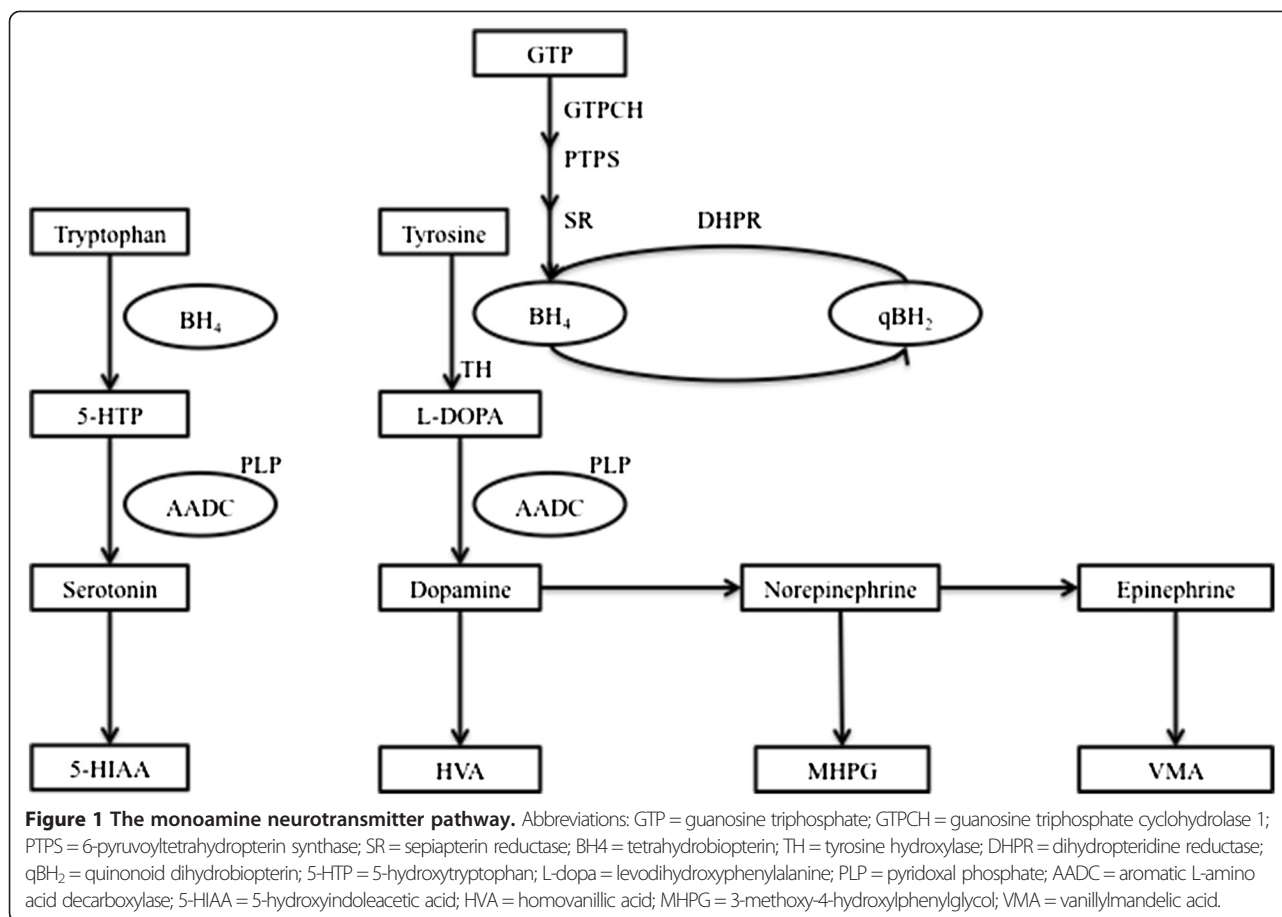 GTP
GTPCH
PTPS
SR
DHPR
Tryptophan
Tyrosine
BH₄
BH₄
qBH₂
TH
5-HTP
L-DOPA
PLP
PLP
AADC
AADC
Serotonin
Dopamine
Norepinephrine
Epinephrine
5-HIAA
HVA
MHPG
VMA
Figure 1 The monoamine neurotransmitter pathway. Abbreviations: GTP = guanosine triphosphate; GTPCH = guanosine triphosphate cyclohydrolase 1;
PTPS = 6-pyruvoyltetrahydropterin synthase; SR = sepiapterin reductase; BH4 = tetrahydrobiopterin; TH = tyrosine hydroxylase; DHPR = dihydropteridine reductase;
qBH₂ = quinonoid dihydrobiopterin; 5-HTP = 5-hydroxytryptophan; L-dopa = levodihydroxyphenylalanine; PLP = pyridoxal phosphate; AADC = aromatic L-amino
acid decarboxylase; 5-HIAA = 5-hydroxyindoleacetic acid; HVA = homovanillic acid; MHPG = 3-methoxy-4-hydroxylphenylglycol; VMA = vanillylmandelic acid.